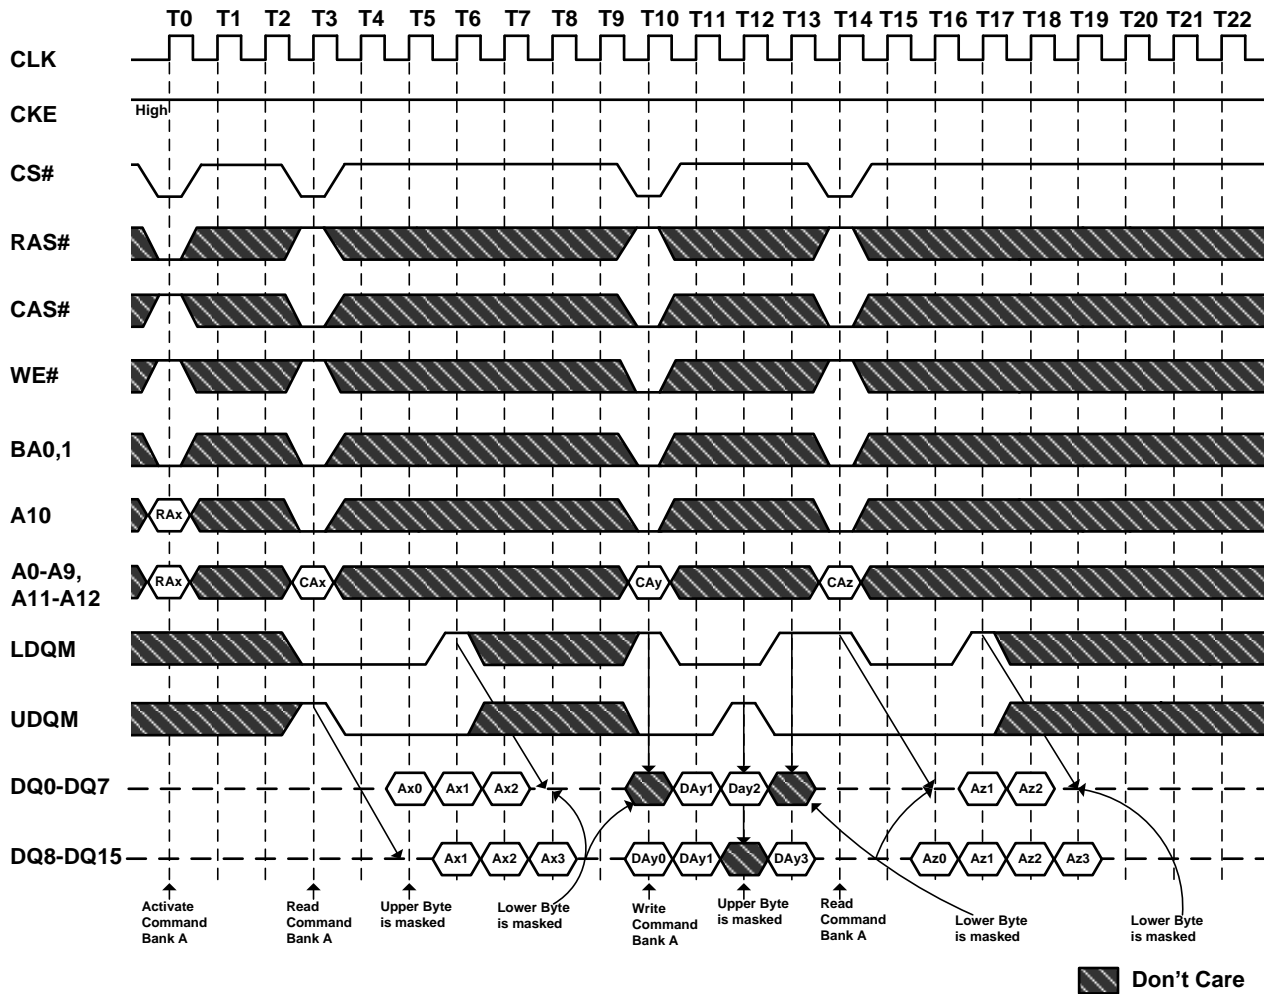 T0 T1 T2 T3 T4 T5 T6 T7 T8 T9 T10 T11 T12 T13 T14 T15 T16 T17 T18 T19 T20 T21 T22
CLK
CKE
High
CS#
RAS#
CAS#
WE#
BA0,1
A10
RAx
A0-A9,
A11-A12
RAx CAx CAy CAz
LDQM
UDQM
DQ0-DQ7
Ax0 Ax1 Ax2 DAy1 Day2 Az1 Az2
DQ8-DQ15
Ax1 Ax2 Ax3 DAy0 DAy1 DAy3 Az0 Az1 Az2 Az3
Activate
Command
Bank A
Read
Command
Bank A
Upper Byte
is masked
Lower Byte
is masked
Write
Command
Bank A
Upper Byte
is masked
Read
Command
Bank A
Lower Byte
is masked
Lower Byte
is masked
Don't Care